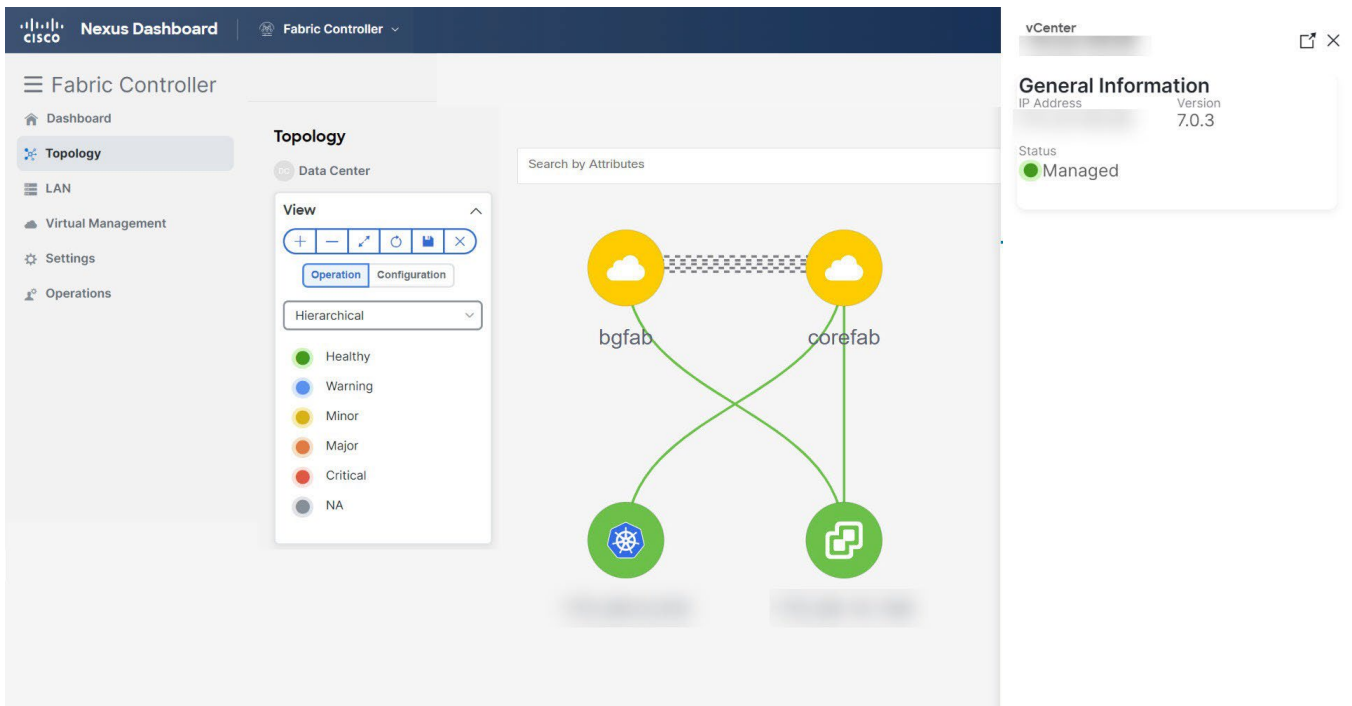 CISCO
Nexus Dashboard
Fabric Controller
Fabric Controller
Dashboard
Topology
LAN
Virtual Management
Settings
Operations
Topology
DC
Data Center
View
Operation
Configuration
Hierarchical
Healthy
Warning
Minor
Major
Critical
NA
Search by Attributes
bgfab
corefab
vCenter
General Information
IP Address
Version
7.0.3
Status
Managed